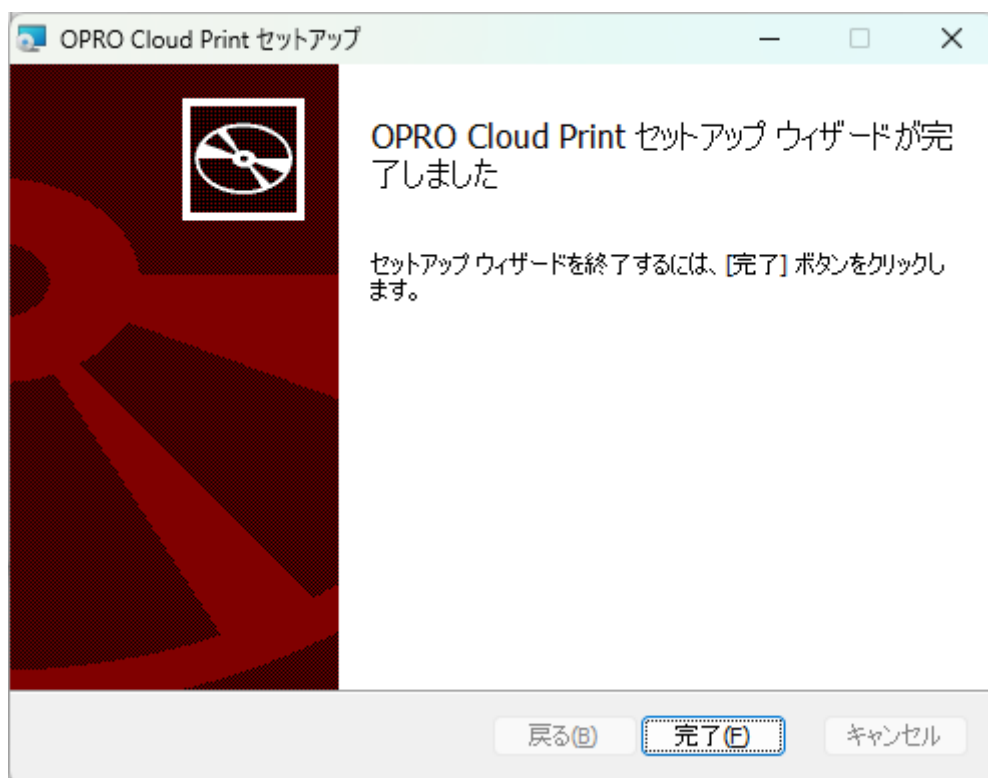 OPRO Cloud Print セットアップ
OPRO Cloud Print セットアップ ウィザードが完
了しました
セットアップ ウィザードを終了するには、[完了] ボタンをクリックし
ます。
戻る(B) 完了(F) キャンセル